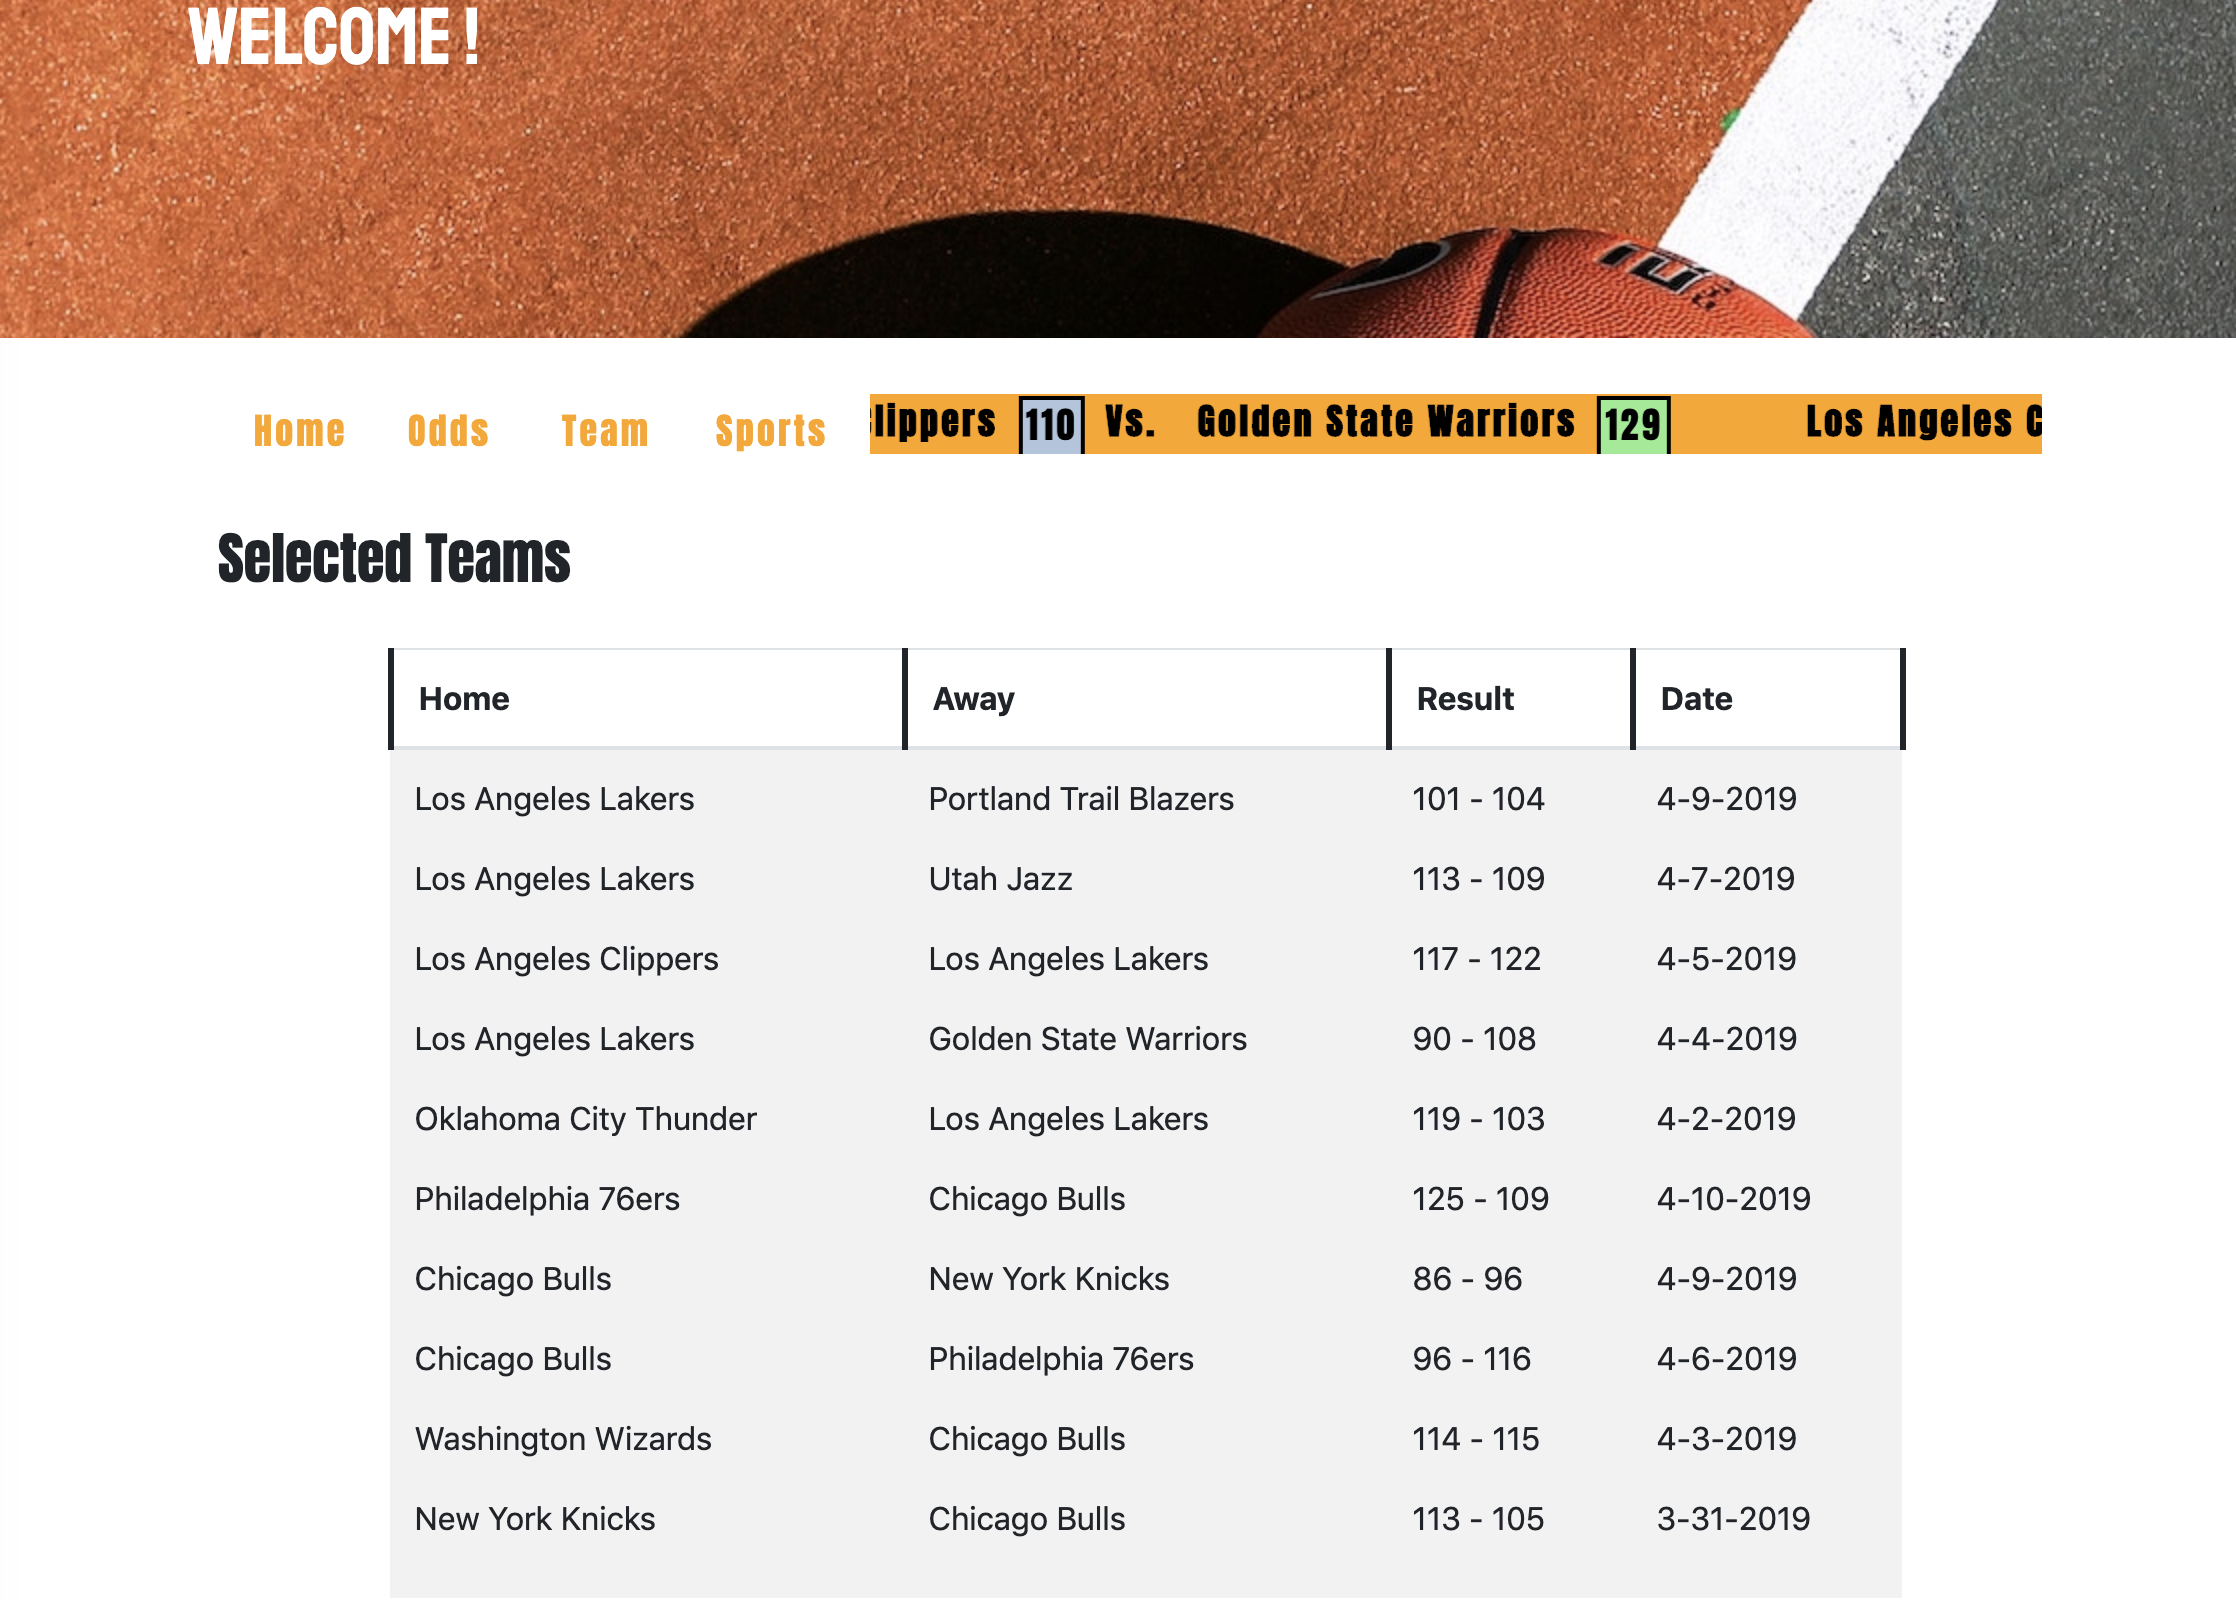 WELCOME!
Home Odds Team Sports lippers 110 Vs. Golden State Warriors 129 Los Angeles C
Selected Teams
Home Away Result Date
Los Angeles Lakers Portland Trail Blazers 101 - 104 4-9-2019
Los Angeles Lakers Utah Jazz 113 - 109 4-7-2019
Los Angeles Clippers Los Angeles Lakers 117 - 122 4-5-2019
Los Angeles Lakers Golden State Warriors 90 - 108 4-4-2019
Oklahoma City Thunder Los Angeles Lakers 119 - 103 4-2-2019
Philadelphia 76ers Chicago Bulls 125 - 109 4-10-2019
Chicago Bulls New York Knicks 86 - 96 4-9-2019
Chicago Bulls Philadelphia 76ers 96 - 116 4-6-2019
Washington Wizards Chicago Bulls 114 - 115 4-3-2019
New York Knicks Chicago Bulls 113 - 105 3-31-2019